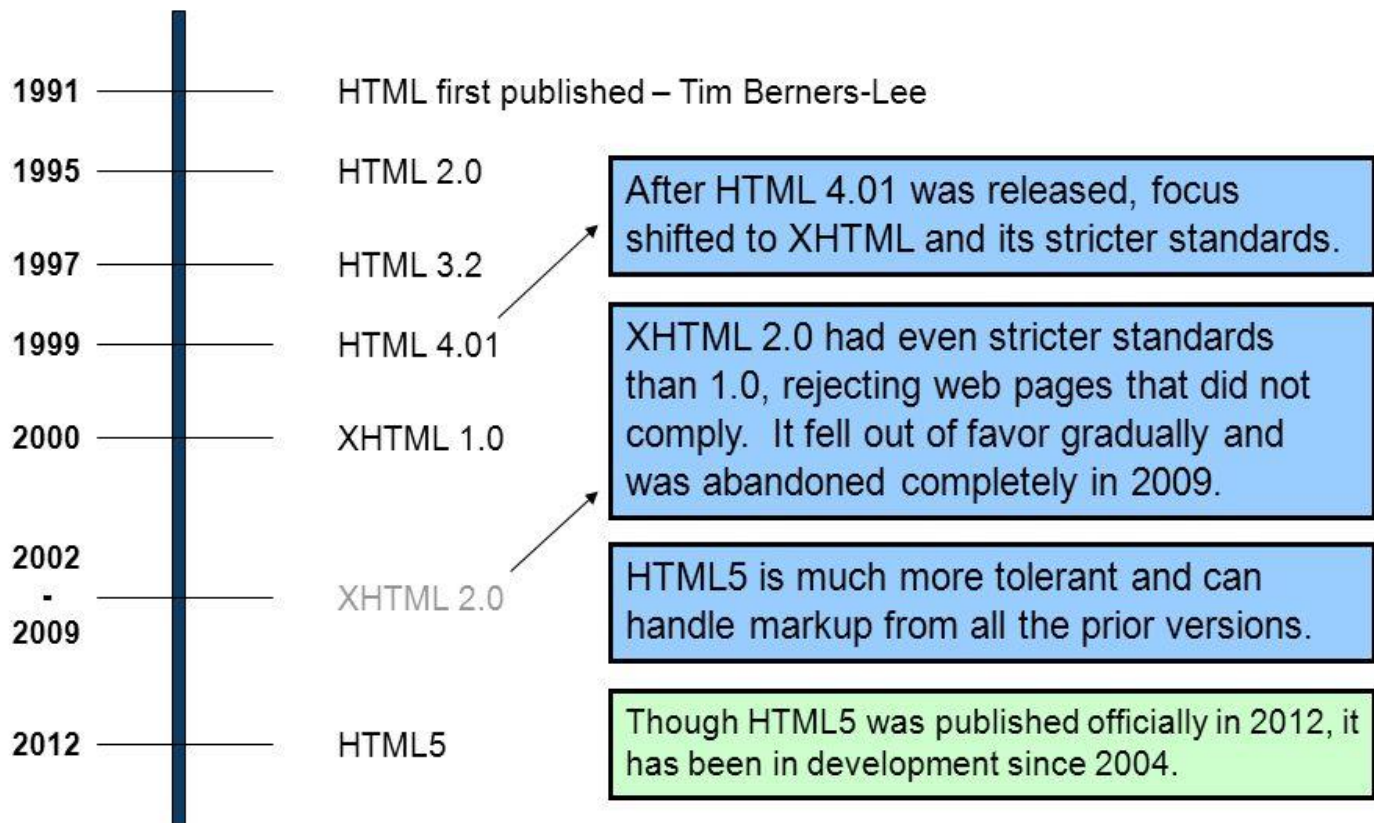 1991
HTML first published – Tim Berners-Lee
1995
HTML 2.0
1997
HTML 3.2
1999
HTML 4.01
2000
XHTML 1.0
2002
-
2009
XHTML 2.0
2012
HTML5
After HTML 4.01 was released, focus
shifted to XHTML and its stricter standards.
XHTML 2.0 had even stricter standards
than 1.0, rejecting web pages that did not
comply.  It fell out of favor gradually and
was abandoned completely in 2009.
HTML5 is much more tolerant and can
handle markup from all the prior versions.
Though HTML5 was published officially in 2012, it
has been in development since 2004.